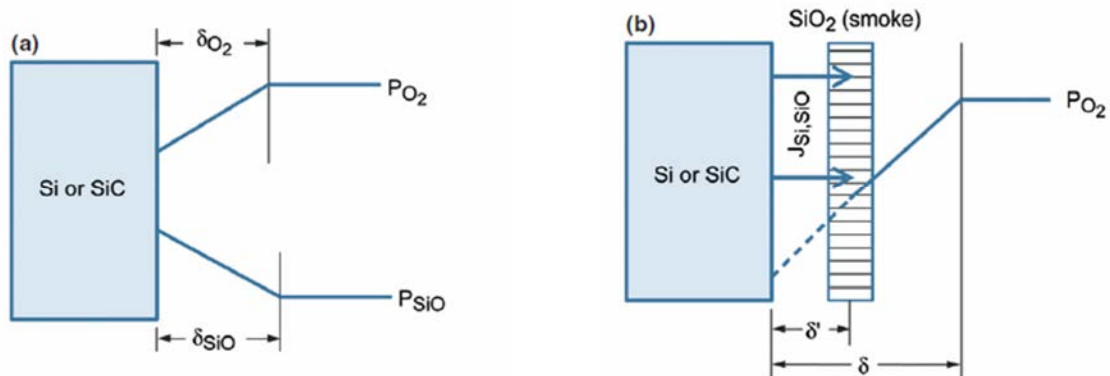 (a)
δO₂
PO₂
Si or SiC
PSiO
δSiO
SiO₂ (smoke)
(b)
JSi,SiO
PO₂
Si or SiC
δ'
δ